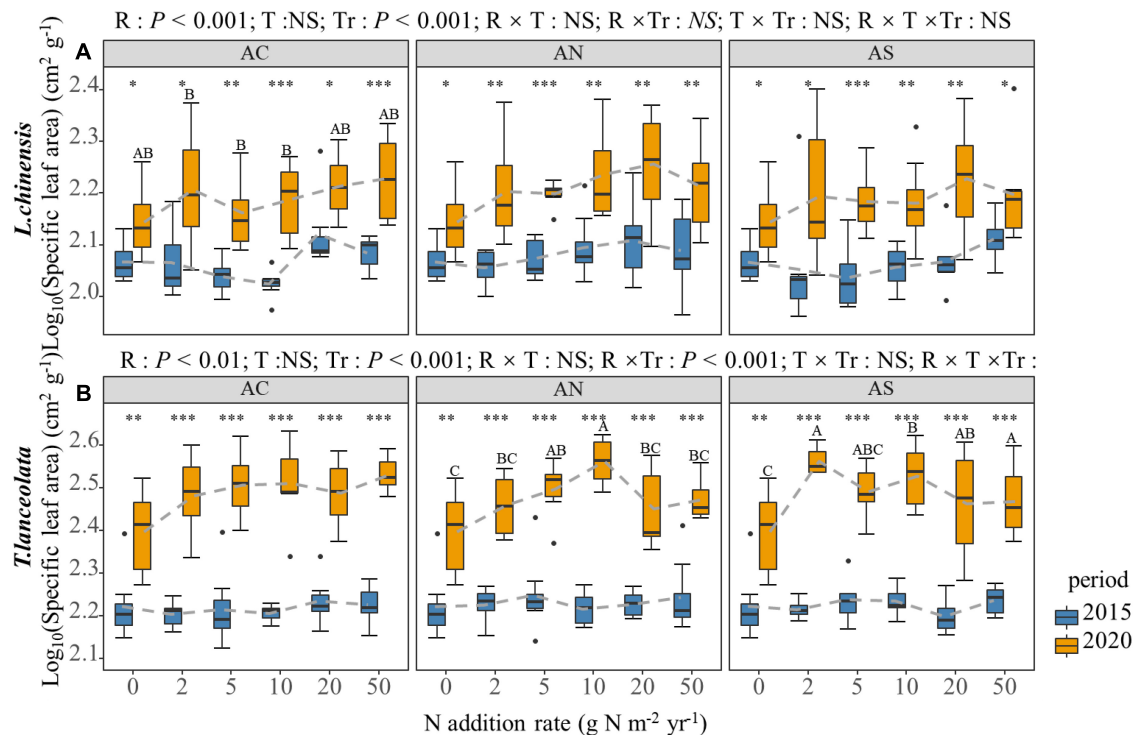 R : P < 0.001; T :NS; Tr : P < 0.001; R × T : NS; R ×Tr : NS; T × Tr : NS; R × T ×Tr : NS
A
AC AN AS
* * ** *** * *** * ** *** ** ** ** * * *** ** ** *
AB B B B AB AB
2.4
2.3
2.2
2.1
2.0
L.chinensis
Log10(Specific leaf area) (cm² g⁻¹)
R : P < 0.01; T :NS; Tr : P < 0.001; R × T : NS; R ×Tr : P < 0.001; T × Tr : NS; R × T ×Tr :
B
AC AN AS
** *** *** *** *** *** ** *** *** *** *** *** ** *** *** *** *** ***
C BC AB A BC BC C A ABC B AB A
2.6
2.5
2.4
2.3
2.2
2.1
T.lanceolata
Log10(Specific leaf area) (cm² g⁻¹)
0 2 5 10 20 50 0 2 5 10 20 50 0 2 5 10 20 50
N addition rate (g N m⁻² yr⁻¹)
period
2015
2020